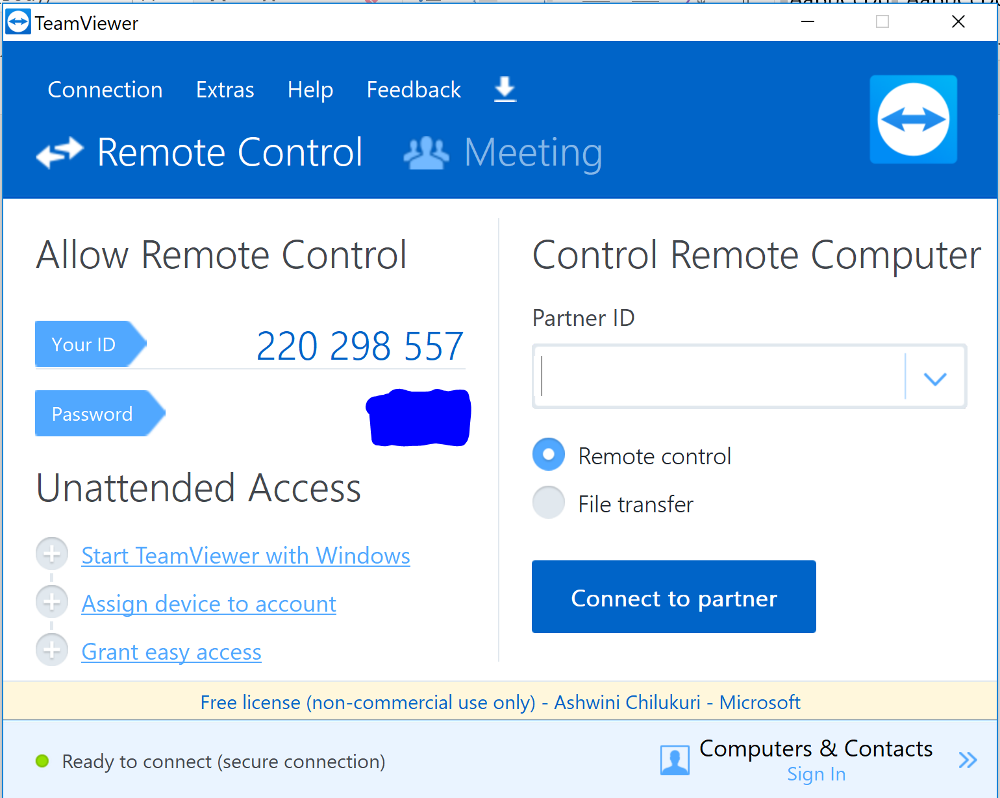 TeamViewer
Connection Extras Help Feedback
Remote Control Meeting
Allow Remote Control
Your ID 220 298 557
Password
Unattended Access
Start TeamViewer with Windows
Assign device to account
Grant easy access
Control Remote Computer
Partner ID
Remote control
File transfer
Connect to partner
Free license (non-commercial use only) - Ashwini Chilukuri - Microsoft
Ready to connect (secure connection)
Computers & Contacts
Sign In